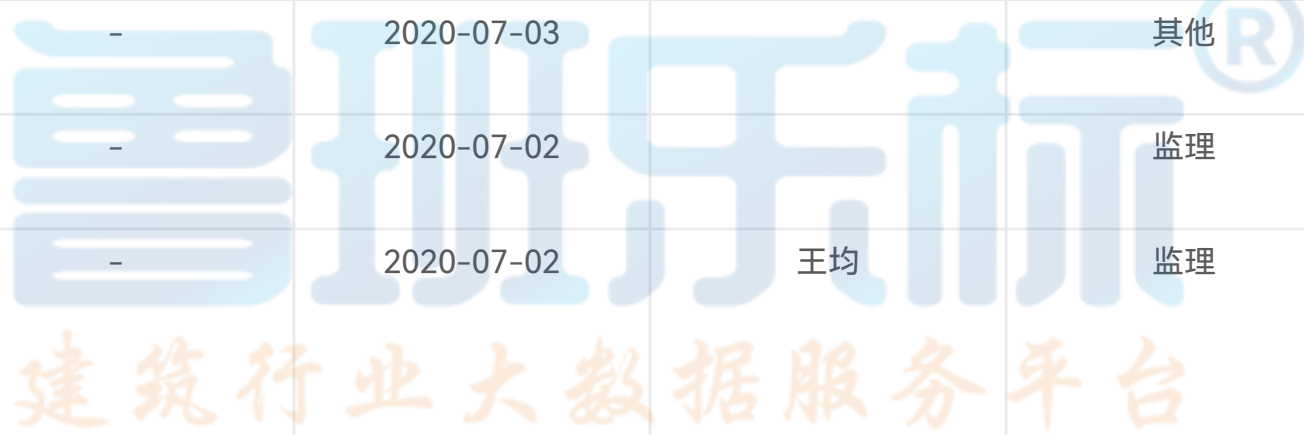 - 2020-07-03 其他
- 2020-07-02 监理
- 2020-07-02 王均 监理
鲁班乐标®
建筑行业大数据服务平台